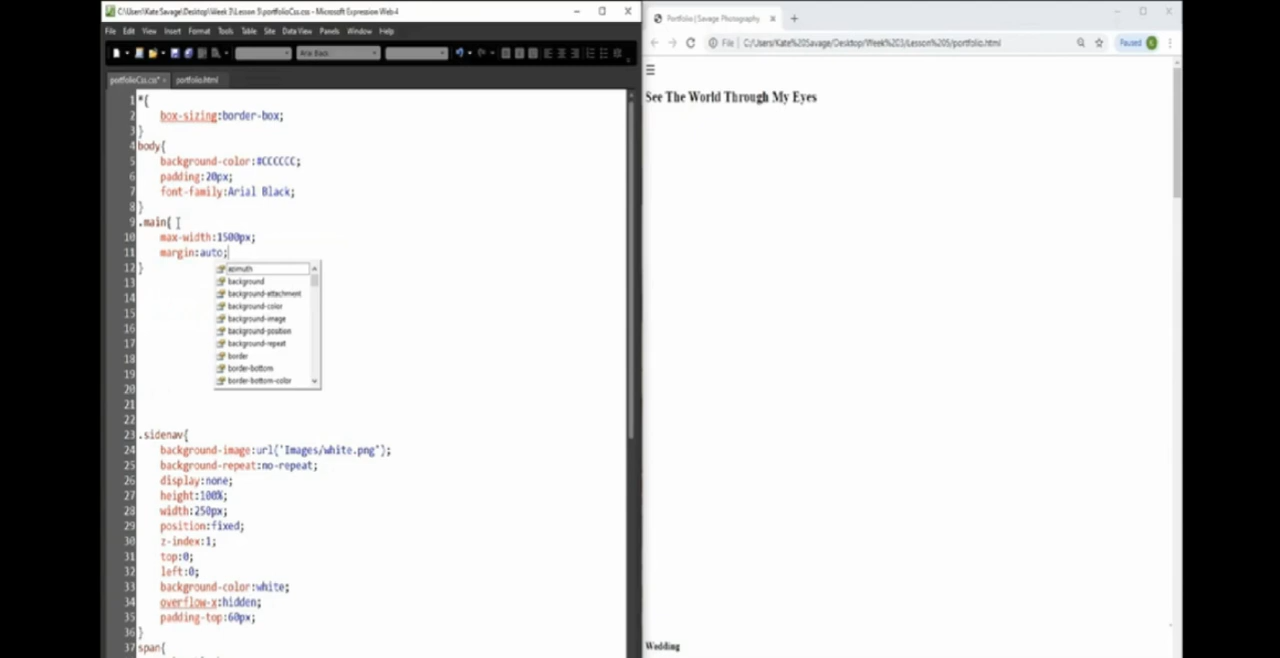 C:\Users\Kate Savage\Desktop\Week 3\Lesson 5\portfolioCss.css - Microsoft Expression Web 4
File Edit View Insert Format Tools Table Site Data View Panels Window Help
Arial Black
portfolioCss.css* portfolio.html
1 *{
2 box-sizing:border-box;
3 }
4 body{
5 background-color:#CCCCCC;
6 padding:20px;
7 font-family:Arial Black;
8 }
9 .main{
10 max-width:1500px;
11 margin:auto;
12 }
azimuth
background
background-attachment
background-color
background-image
background-position
background-repeat
border
border-bottom
border-bottom-color
13
14
15
16
17
18
19
20
21
22
23 .sidenav{
24 background-image:url('Images/white.png');
25 background-repeat:no-repeat;
26 display:none;
27 height:100%;
28 width:250px;
29 position:fixed;
30 z-index:1;
31 top:0;
32 left:0;
33 background-color:white;
34 overflow-x:hidden;
35 padding-top:60px;
36 }
37 span{
Portfolio | Savage Photography
File | C:/Users/Kate%20Savage/Desktop/Week%203/Lesson%205/portfolio.html
Paused K
☰
See The World Through My Eyes
Wedding